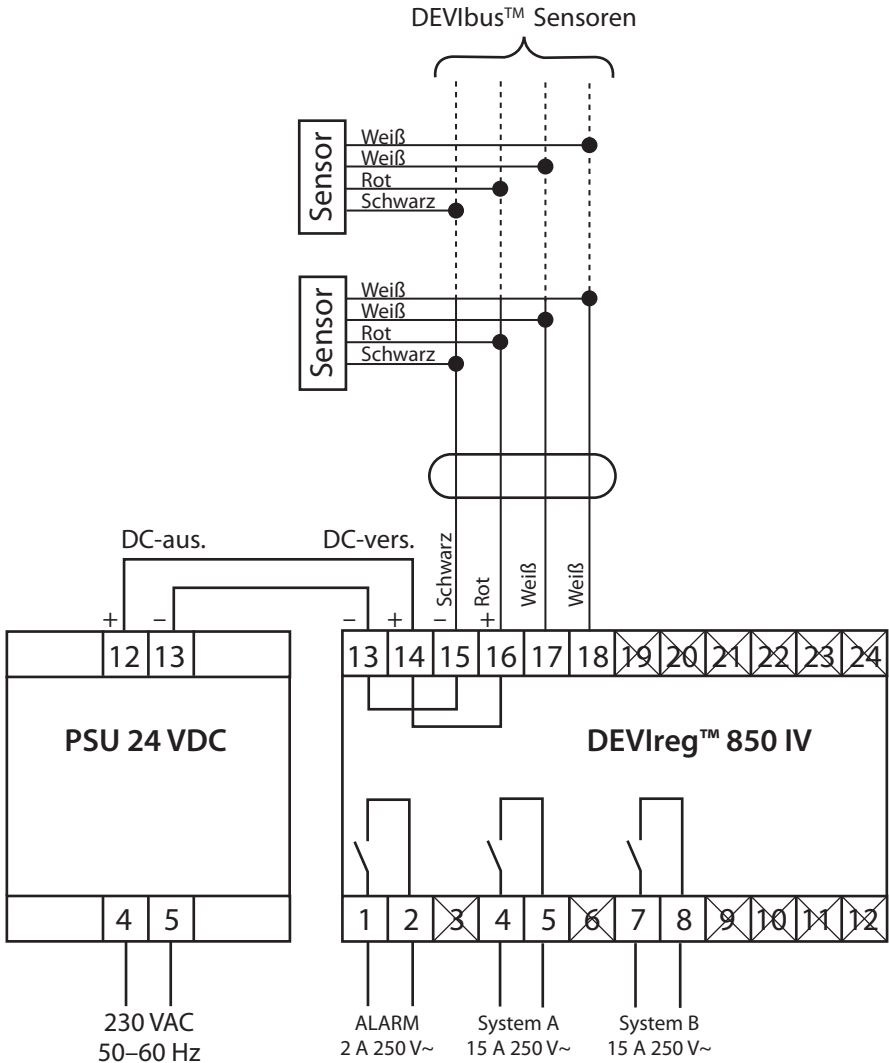 DEVIbus™ Sensoren
Sensor
Weiß
Weiß
Rot
Schwarz
Sensor
Weiß
Weiß
Rot
Schwarz
DC-aus. DC-vers.
– Schwarz
+ Rot
Weiß
Weiß
+ – – +
12 13
13 14 15 16 17 18 19 20 21 22 23 24
PSU 24 VDC
DEVIreg™ 850 IV
4 5
1 2 3 4 5 6 7 8 9 10 11 12
230 VAC
50–60 Hz
ALARM
2 A 250 V~
System A
15 A 250 V~
System B
15 A 250 V~